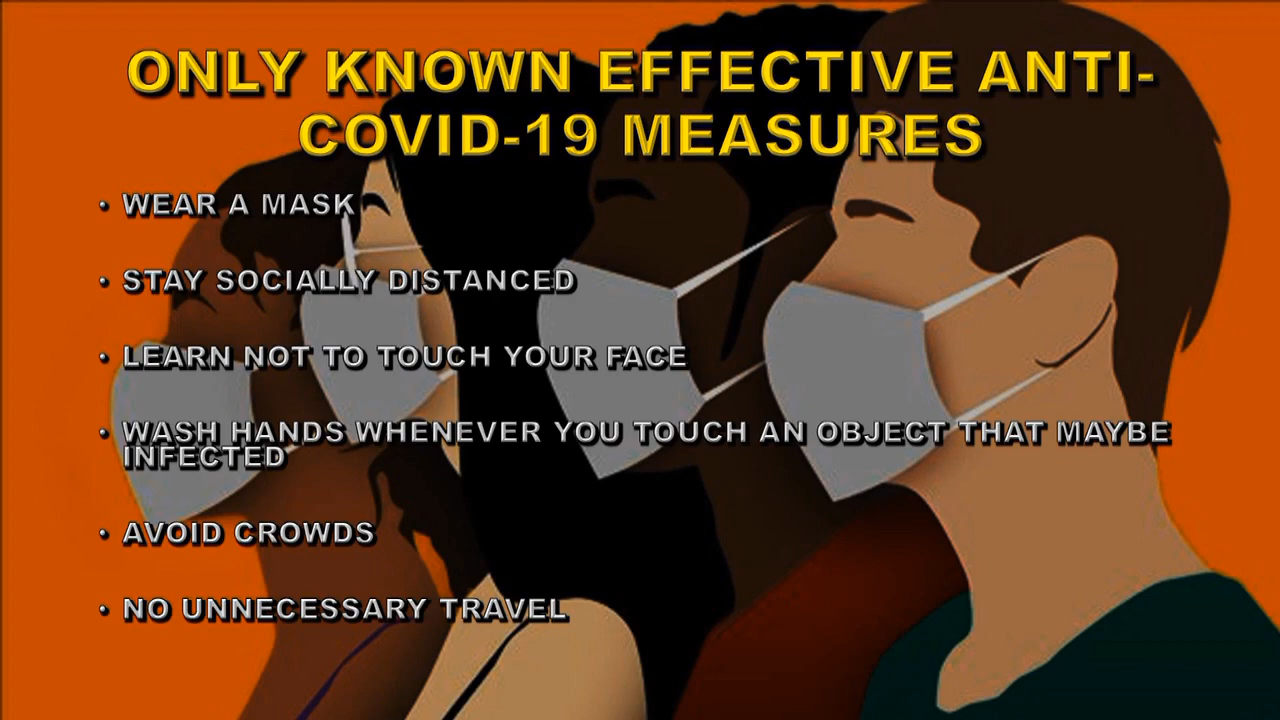 ONLY KNOWN EFFECTIVE ANTI-
COVID-19 MEASURES
• WEAR A MASK
• STAY SOCIALLY DISTANCED
• LEARN NOT TO TOUCH YOUR FACE
• WASH HANDS WHENEVER YOU TOUCH AN OBJECT THAT MAYBE
INFECTED
• AVOID CROWDS
• NO UNNECESSARY TRAVEL